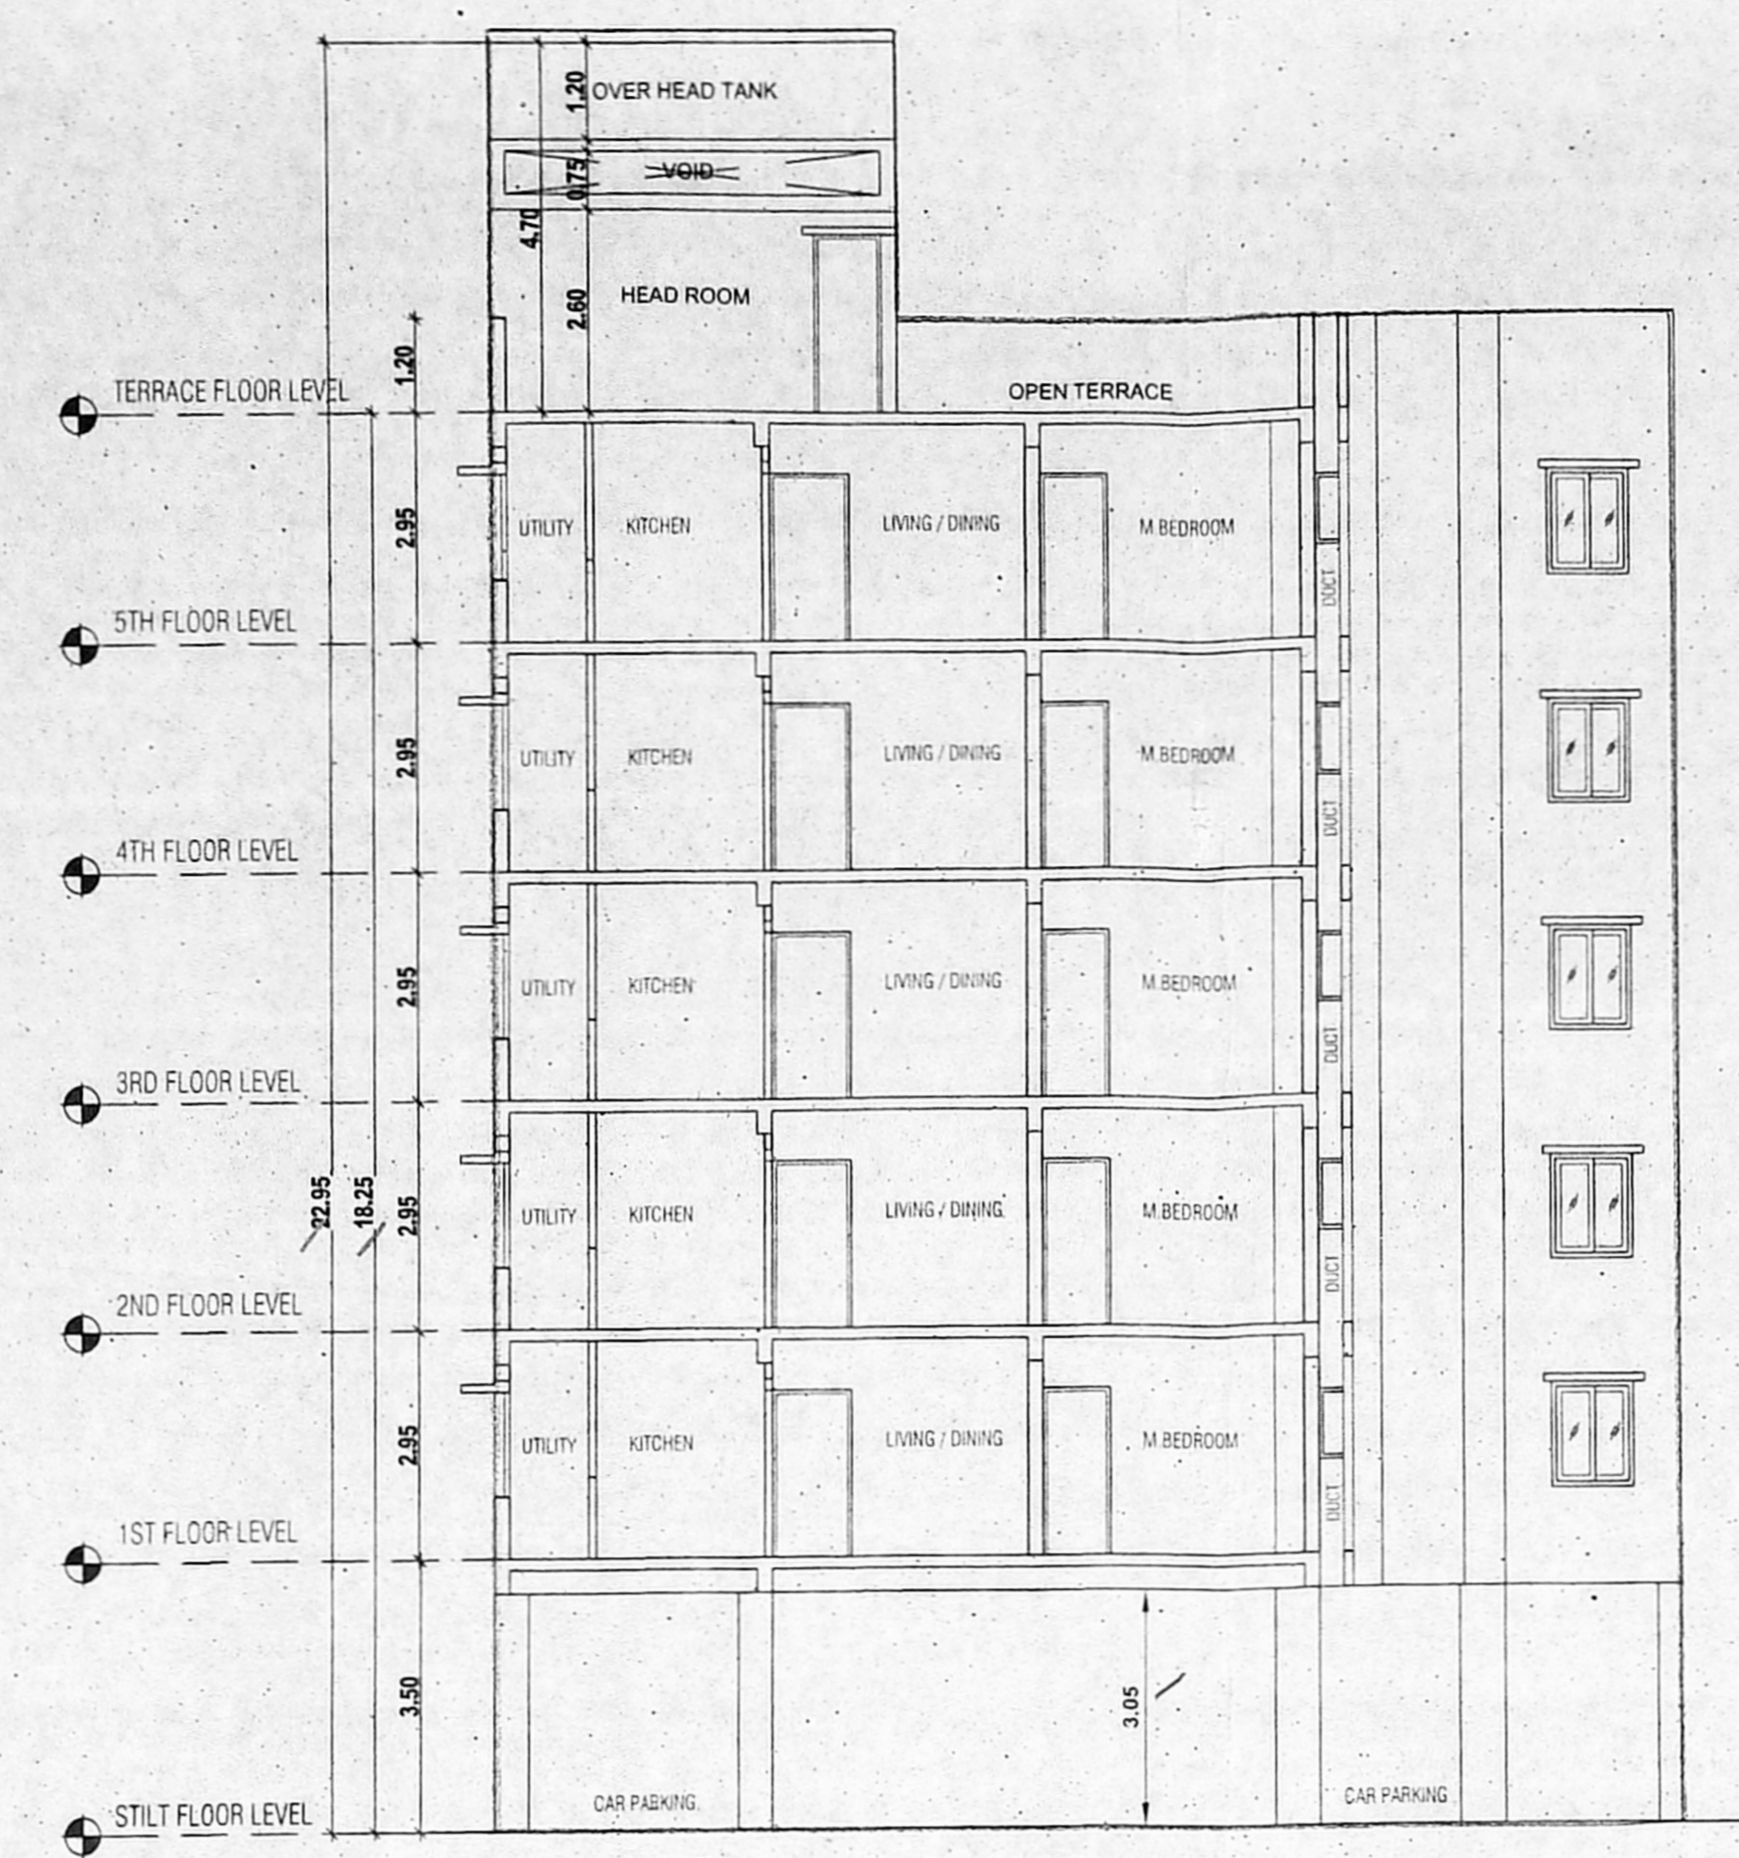 1.20
OVER HEAD TANK
0.75
VOID
4.70
2.60
HEAD ROOM
1.20
TERRACE FLOOR LEVEL
OPEN TERRACE
2.95
UTILITY
KITCHEN
LIVING / DINING
M.BEDROOM
DUCT
5TH FLOOR LEVEL
2.95
UTILITY
KITCHEN
LIVING / DINING
M.BEDROOM
DUCT
4TH FLOOR LEVEL
2.95
UTILITY
KITCHEN
LIVING / DINING
M.BEDROOM
DUCT
3RD FLOOR LEVEL
22.95
18.25
2.95
UTILITY
KITCHEN
LIVING / DINING
M.BEDROOM
DUCT
2ND FLOOR LEVEL
2.95
UTILITY
KITCHEN
LIVING / DINING
M.BEDROOM
DUCT
1ST FLOOR LEVEL
3.50
3.05
CAR PARKING
CAR PARKING
STILT FLOOR LEVEL